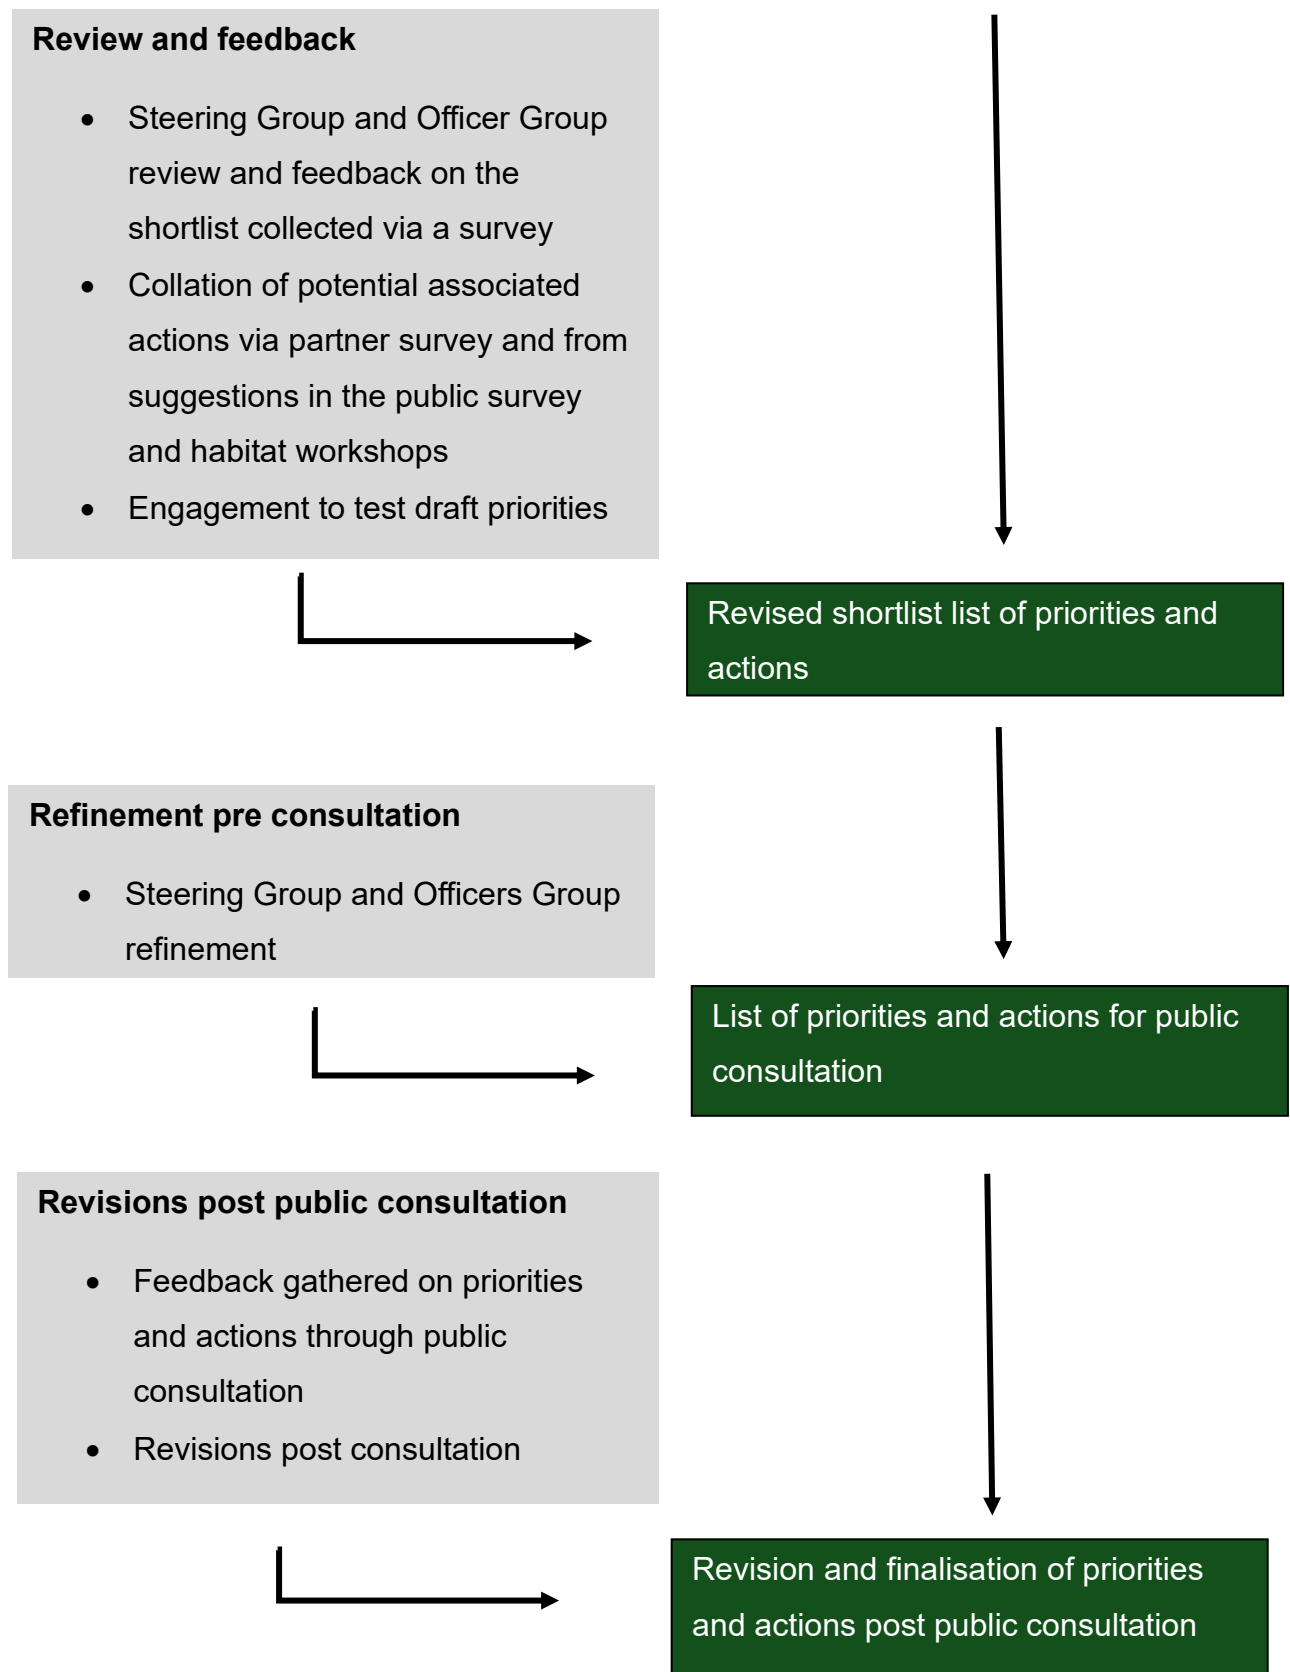 Review and feedback
• Steering Group and Officer Group
review and feedback on the
shortlist collected via a survey
• Collation of potential associated
actions via partner survey and from
suggestions in the public survey
and habitat workshops
• Engagement to test draft priorities
Revised shortlist list of priorities and
actions
Refinement pre consultation
• Steering Group and Officers Group
refinement
List of priorities and actions for public
consultation
Revisions post public consultation
• Feedback gathered on priorities
and actions through public
consultation
• Revisions post consultation
Revision and finalisation of priorities
and actions post public consultation